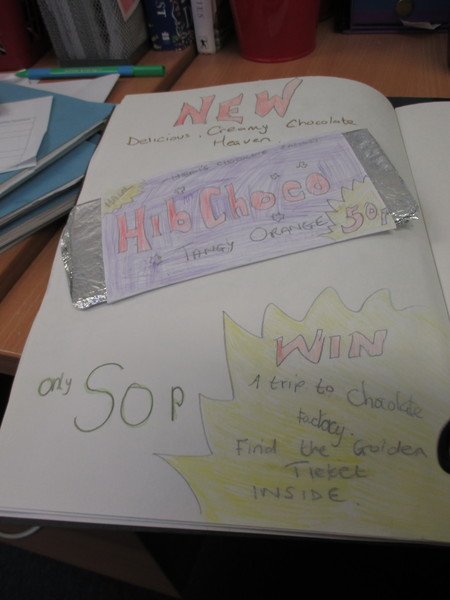 NEW
Delicious, Creamy Chocolate
Heaven.
Hib Choco
50p
TANGY ORANGE
only 50p
WIN
A trip to Chocolate
Factory.
Find the Golden
Ticket
INSIDE.